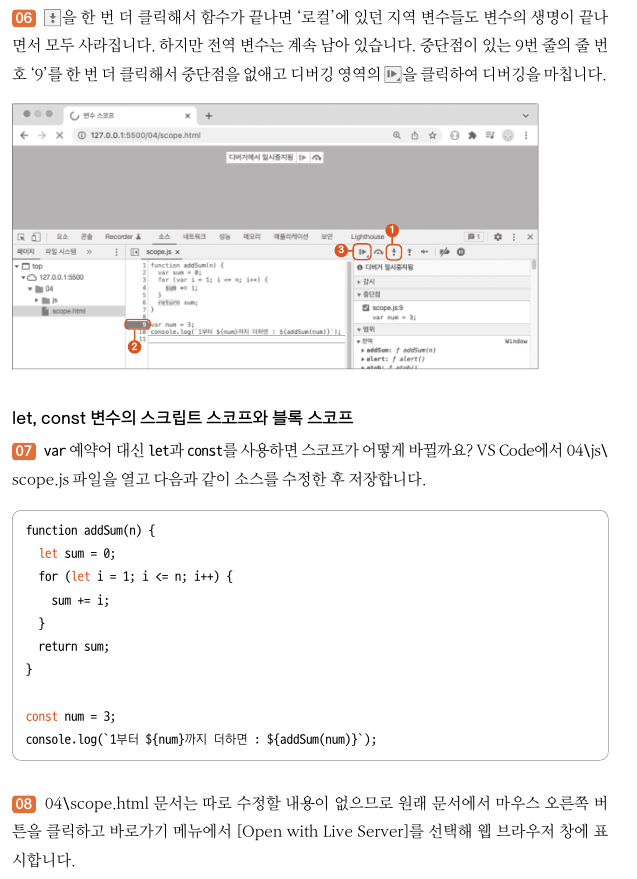 06 을 한 번 더 클릭해서 함수가 끝나면 ‘로컬’에 있던 지역 변수들도 변수의 생명이 끝나
면서 모두 사라집니다. 하지만 전역 변수는 계속 남아 있습니다. 중단점이 있는 9번 줄의 줄 번
호 ‘9’를 한 번 더 클릭해서 중단점을 없애고 디버깅 영역의 을 클릭하여 디버깅을 마칩니다.
변수 스코프
127.0.0.1:5500/04/scope.html
디버거에서 일시중지됨
요소 콘솔 Recorder 소스 네트워크 성능 메모리 애플리케이션 보안 Lighthouse 1
페이지 파일 시스템 » scope.js × 3 1
top
127.0.0.1:5500
04
js
scope.html
1 function addSum(n) {
2 var sum = 0;
3 for (var i = 1; i <= n; i++) {
4 sum += i;
5 }
6 return sum;
7 }
8
9 var num = 3;
10 console.log(`1부터 ${num}까지 더하면 : ${addSum(num)}`);
11
2
디버거 일시중지됨
감시
중단점
scope.js:9
var num = 3;
범위
전역 Window
addSum: ƒ addSum(n)
alert: ƒ alert()
atob: ƒ atob()
let, const 변수의 스크립트 스코프와 블록 스코프
07 var 예약어 대신 let과 const를 사용하면 스코프가 어떻게 바뀔까요? VS Code에서 04\js\
scope.js 파일을 열고 다음과 같이 소스를 수정한 후 저장합니다.
function addSum(n) {
let sum = 0;
for (let i = 1; i <= n; i++) {
sum += i;
}
return sum;
}
const num = 3;
console.log(`1부터 ${num}까지 더하면 : ${addSum(num)}`);
08 04\scope.html 문서는 따로 수정할 내용이 없으므로 원래 문서에서 마우스 오른쪽 버
튼을 클릭하고 바로가기 메뉴에서 [Open with Live Server]를 선택해 웹 브라우저 창에 표
시합니다.